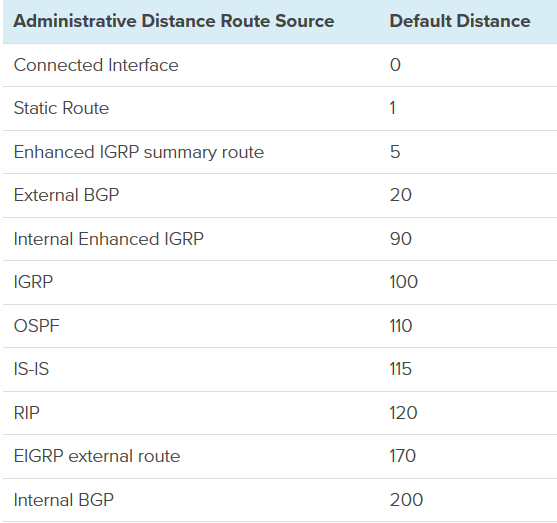 Administrative Distance Route Source Default Distance
Connected Interface 0
Static Route 1
Enhanced IGRP summary route 5
External BGP 20
Internal Enhanced IGRP 90
IGRP 100
OSPF 110
IS-IS 115
RIP 120
EIGRP external route 170
Internal BGP 200